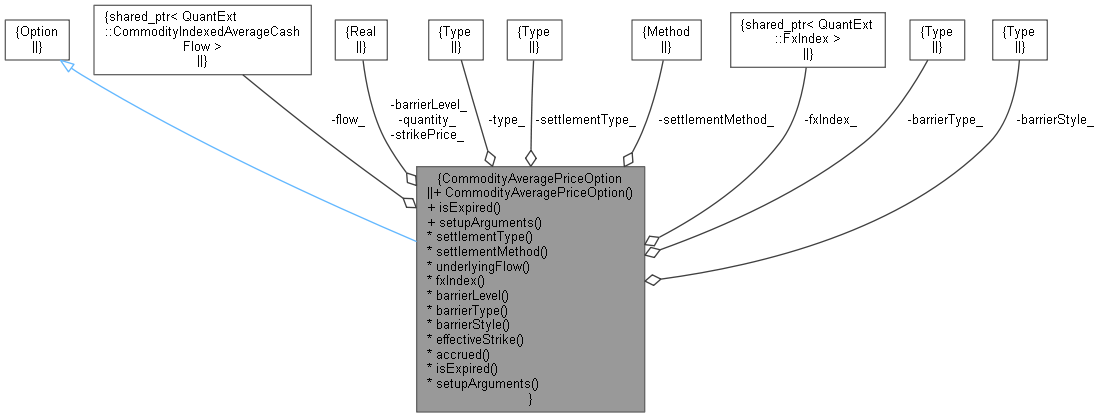 {Option
||}
{shared_ptr< QuantExt
::CommodityIndexedAverageCash
Flow >
||}
{Real
||}
{Type
||}
{Type
||}
{Method
||}
{shared_ptr< QuantExt
::FxIndex >
||}
{Type
||}
{Type
||}
-flow_
-barrierLevel_
-quantity_
-strikePrice_
-type_
-settlementType_
-settlementMethod_
-fxIndex_
-barrierType_
-barrierStyle_
{CommodityAveragePriceOption
||+ CommodityAveragePriceOption()
+ isExpired()
+ setupArguments()
* settlementType()
* settlementMethod()
* underlyingFlow()
* fxIndex()
* barrierLevel()
* barrierType()
* barrierStyle()
* effectiveStrike()
* accrued()
* isExpired()
* setupArguments()
}